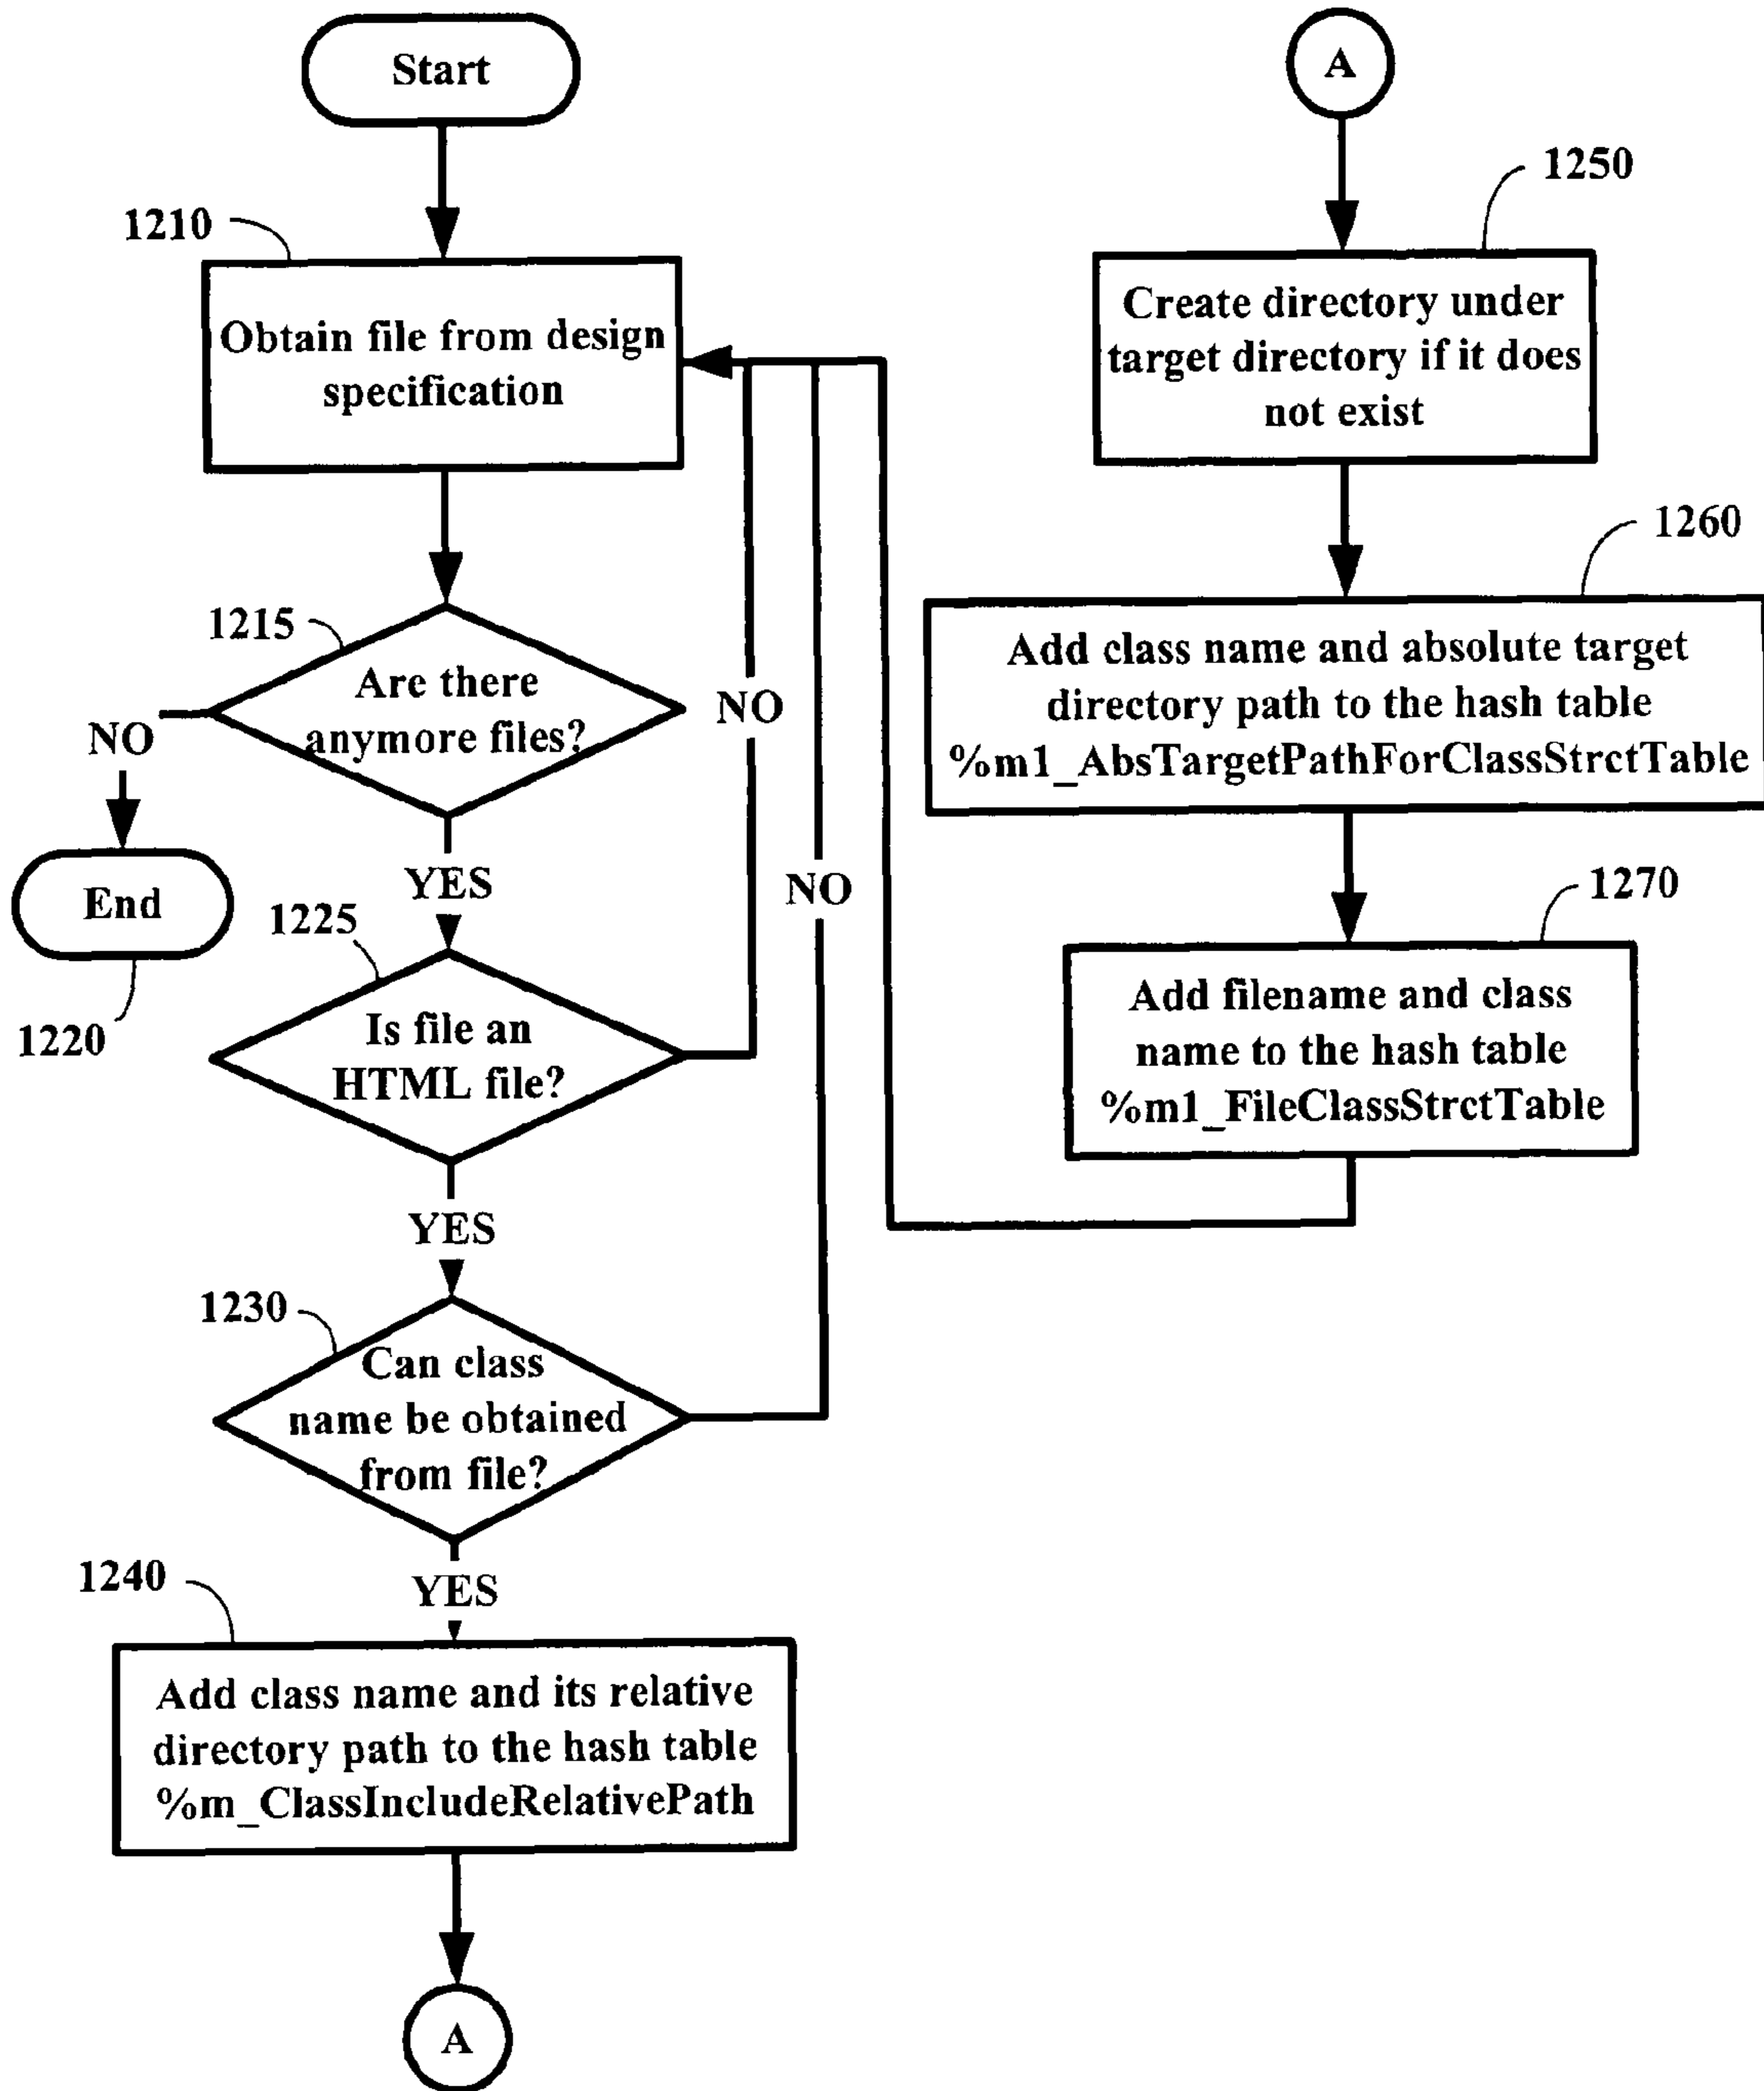 Start
1210
Obtain file from design
specification
1215
Are there
anymore files?
NO
End
1220
YES
1225
Is file an
HTML file?
NO
YES
1230
Can class
name be obtained
from file?
NO
YES
1240
Add class name and its relative
directory path to the hash table
%m_ClassIncludeRelativePath
A
A
1250
Create directory under
target directory if it does
not exist
1260
Add class name and absolute target
directory path to the hash table
%m1_AbsTargetPathForClassStrctTable
1270
Add filename and class
name to the hash table
%m1_FileClassStrctTable